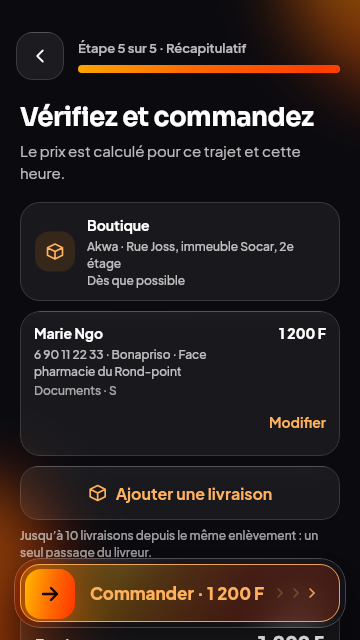 Étape 5 sur 5 · Récapitulatif
Vérifiez et commandez
Le prix est calculé pour ce trajet et cette
heure.
Boutique
Akwa · Rue Joss, immeuble Socar, 2e
étage
Dès que possible
Marie Ngo 1 200 F
6 90 11 22 33 · Bonapriso · Face
pharmacie du Rond-point
Documents · S
Modifier
Ajouter une livraison
Jusqu'à 10 livraisons depuis le même enlèvement : un
seul passage du livreur.
Commander · 1 200 F